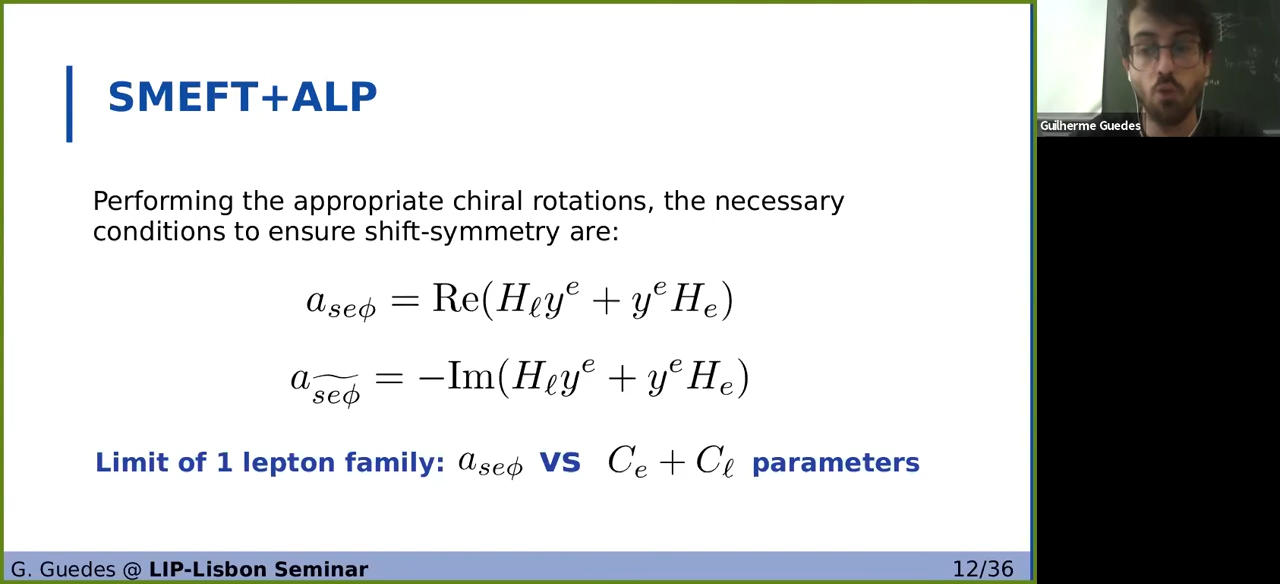 SMEFT+ALP
Guilherme Guedes
Performing the appropriate chiral rotations, the necessary
conditions to ensure shift-symmetry are:
$a_{se\phi} = \mathrm{Re}(H_\ell y^e + y^e H_e)$
$a_{\widetilde{se\phi}} = -\mathrm{Im}(H_\ell y^e + y^e H_e)$
Limit of 1 lepton family: $a_{se\phi}$ vs $C_e + C_\ell$ parameters
G. Guedes @ LIP-Lisbon Seminar 12/36